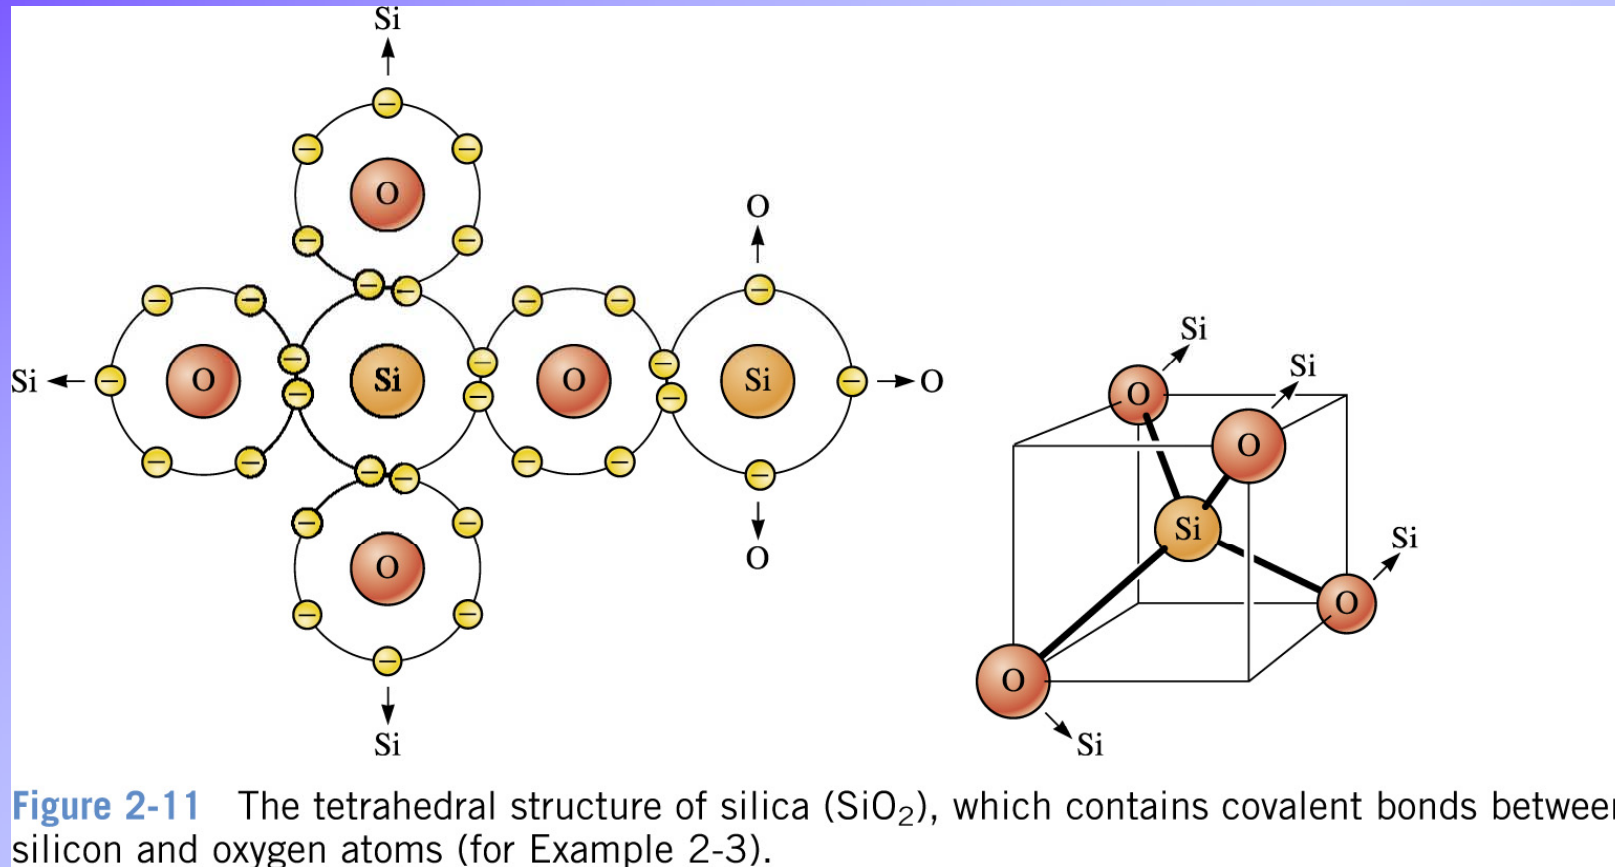 Si
O
O
O
Si
O
Si
O
Si
O
O
O
Si
Si
Si
O
O
Si
Si
O
O
Si
Figure 2-11 The tetrahedral structure of silica (SiO₂), which contains covalent bonds between
silicon and oxygen atoms (for Example 2-3).